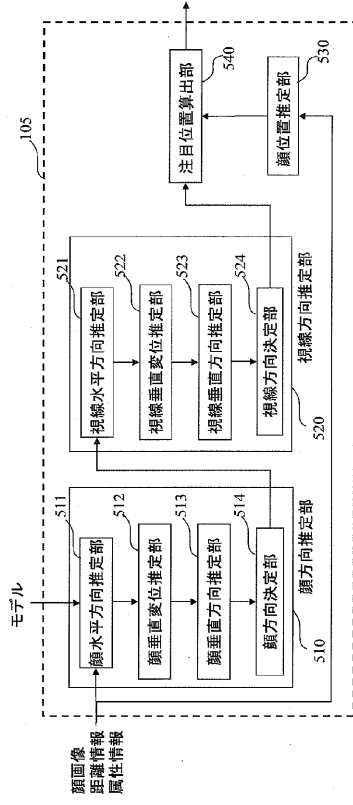 105
モデル
顔画像
距離情報
属性情報
511
顔水平方向推定部
512
顔垂直変位推定部
513
顔垂直方向推定部
514
顔方向決定部
510
顔方向推定部
521
視線水平方向推定部
522
視線垂直変位推定部
523
視線垂直方向推定部
524
視線方向決定部
520
視線方向推定部
注目位置算出部
540
顔位置推定部
530